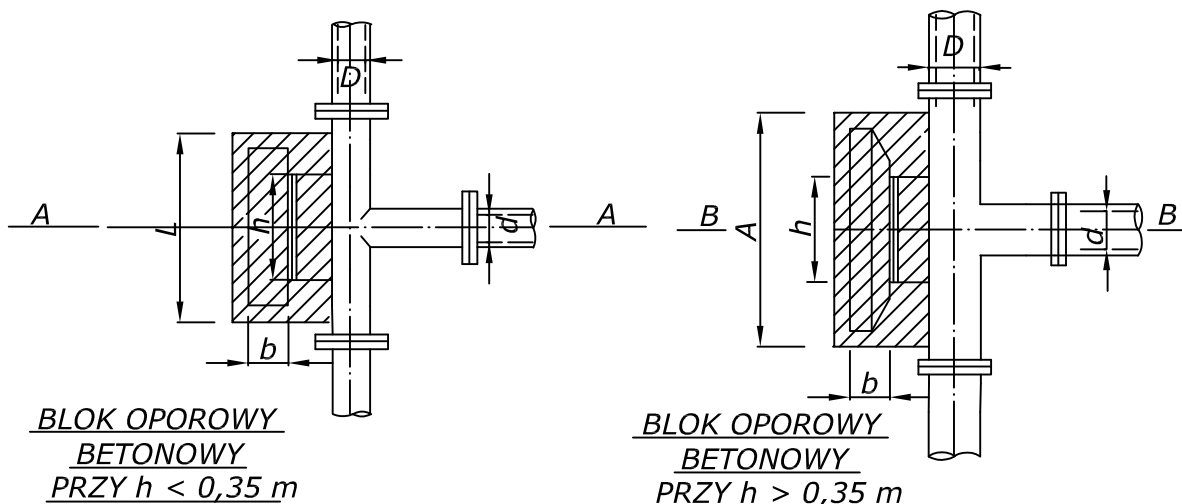 D
A
L
h
d
A
b
BLOK OPOROWY
BETONOWY
PRZY h < 0,35 m
D
B
A
h
d
B
b
BLOK OPOROWY
BETONOWY
PRZY h > 0,35 m